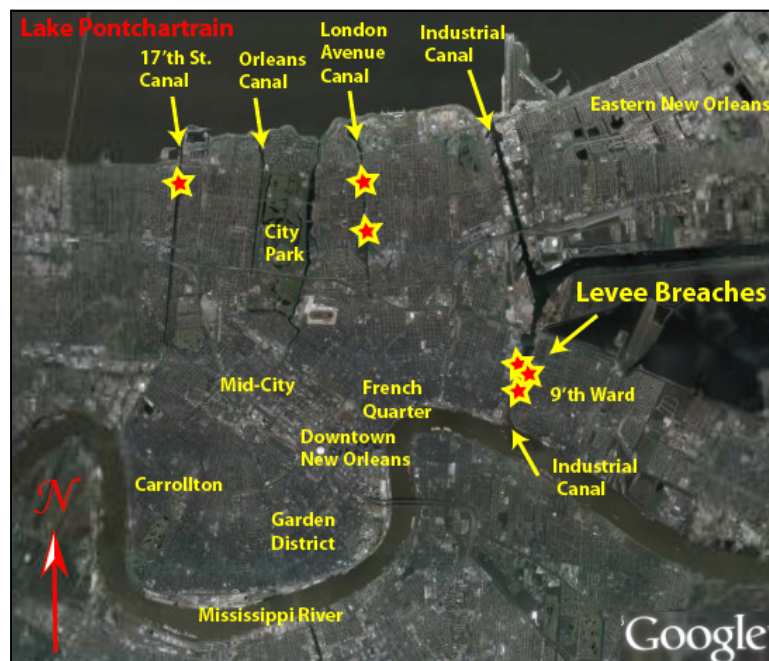 Lake Pontchartrain
17'th St.
Canal
Orleans
Canal
London
Avenue
Canal
Industrial
Canal
Eastern New Orleans
City
Park
Levee Breaches
Mid-City
French
Quarter
9'th Ward
Downtown
New Orleans
Industrial
Canal
Carrollton
N
Garden
District
Mississippi River
Google